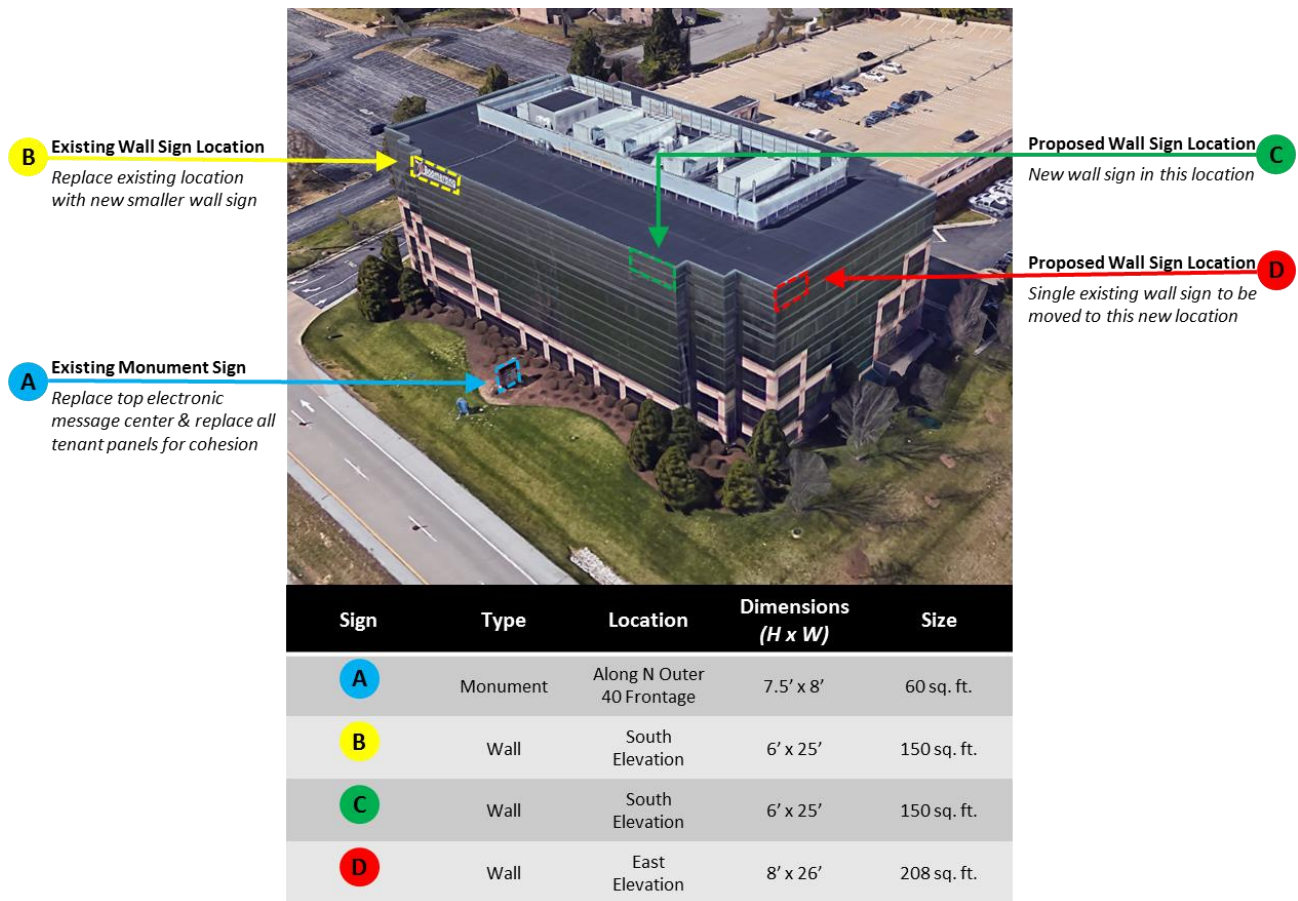 B
Existing Wall Sign Location
Replace existing location
with new smaller wall sign
A
Existing Monument Sign
Replace top electronic
message center & replace all
tenant panels for cohesion
Boomerang
Proposed Wall Sign Location
C
New wall sign in this location
Proposed Wall Sign Location
D
Single existing wall sign to be
moved to this new location
Sign Type Location Dimensions (H x W) Size
A Monument Along N Outer 40 Frontage 7.5’ x 8’ 60 sq. ft.
B Wall South Elevation 6’ x 25’ 150 sq. ft.
C Wall South Elevation 6’ x 25’ 150 sq. ft.
D Wall East Elevation 8’ x 26’ 208 sq. ft.